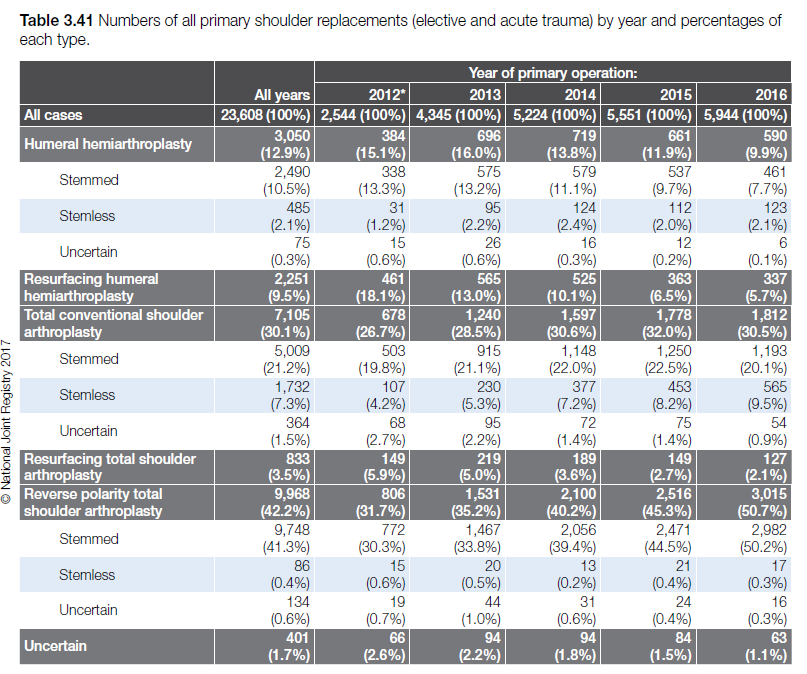 Table 3.41 Numbers of all primary shoulder replacements (elective and acute trauma) by year and percentages of
each type.
Year of primary operation:
All years 2012* 2013 2014 2015 2016
All cases 23,608 (100%) 2,544 (100%) 4,345 (100%) 5,224 (100%) 5,551 (100%) 5,944 (100%)
Humeral hemiarthroplasty 3,050 384 696 719 661 590
(12.9%) (15.1%) (16.0%) (13.8%) (11.9%) (9.9%)
Stemmed 2,490 338 575 579 537 461
(10.5%) (13.3%) (13.2%) (11.1%) (9.7%) (7.7%)
Stemless 485 31 95 124 112 123
(2.1%) (1.2%) (2.2%) (2.4%) (2.0%) (2.1%)
Uncertain 75 15 26 16 12 6
(0.3%) (0.6%) (0.6%) (0.3%) (0.2%) (0.1%)
Resurfacing humeral 2,251 461 565 525 363 337
hemiarthroplasty (9.5%) (18.1%) (13.0%) (10.1%) (6.5%) (5.7%)
Total conventional shoulder 7,105 678 1,240 1,597 1,778 1,812
arthroplasty (30.1%) (26.7%) (28.5%) (30.6%) (32.0%) (30.5%)
Stemmed 5,009 503 915 1,148 1,250 1,193
(21.2%) (19.8%) (21.1%) (22.0%) (22.5%) (20.1%)
Stemless 1,732 107 230 377 453 565
(7.3%) (4.2%) (5.3%) (7.2%) (8.2%) (9.5%)
Uncertain 364 68 95 72 75 54
(1.5%) (2.7%) (2.2%) (1.4%) (1.4%) (0.9%)
Resurfacing total shoulder 833 149 219 189 149 127
arthroplasty (3.5%) (5.9%) (5.0%) (3.6%) (2.7%) (2.1%)
Reverse polarity total 9,968 806 1,531 2,100 2,516 3,015
shoulder arthroplasty (42.2%) (31.7%) (35.2%) (40.2%) (45.3%) (50.7%)
Stemmed 9,748 772 1,467 2,056 2,471 2,982
(41.3%) (30.3%) (33.8%) (39.4%) (44.5%) (50.2%)
Stemless 86 15 20 13 21 17
(0.4%) (0.6%) (0.5%) (0.2%) (0.4%) (0.3%)
Uncertain 134 19 44 31 24 16
(0.6%) (0.7%) (1.0%) (0.6%) (0.4%) (0.3%)
Uncertain 401 66 94 94 84 63
(1.7%) (2.6%) (2.2%) (1.8%) (1.5%) (1.1%)
© National Joint Registry 2017